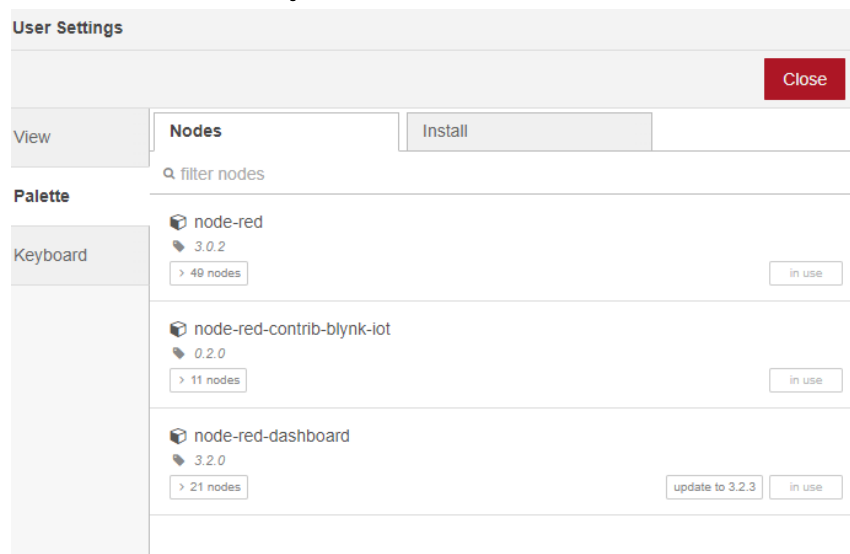 User Settings
Close
View
Palette
Keyboard
Nodes
Install
filter nodes
node-red
3.0.2
> 49 nodes
in use
node-red-contrib-blynk-iot
0.2.0
> 11 nodes
in use
node-red-dashboard
3.2.0
> 21 nodes
update to 3.2.3
in use